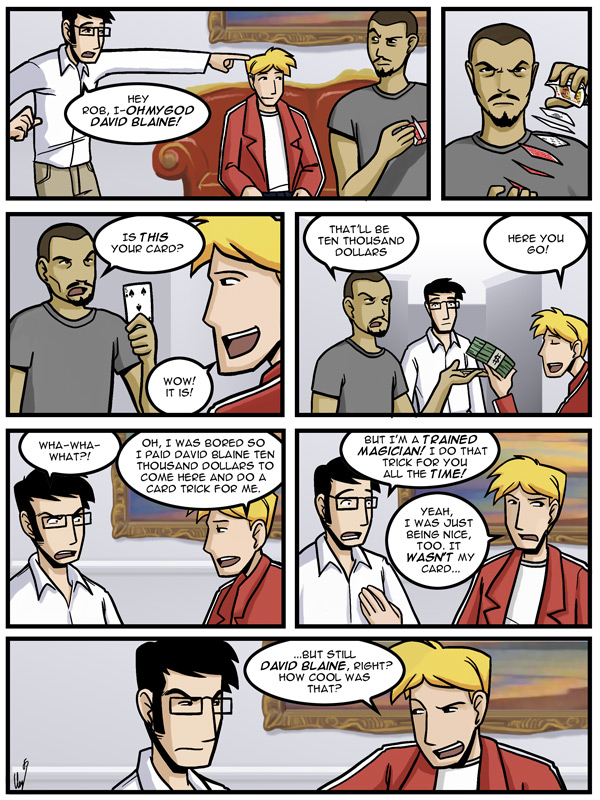 HEY
ROB, I-OHMYGOD
DAVID BLAINE!
IS THIS
YOUR CARD?
WOW!
IT IS!
THAT'LL BE
TEN THOUSAND
DOLLARS
HERE YOU
GO!
$
WHA-WHA-
WHAT?!
OH, I WAS BORED SO
I PAID DAVID BLAINE TEN
THOUSAND DOLLARS TO
COME HERE AND DO A
CARD TRICK FOR ME.
BUT I'M A TRAINED
MAGICIAN! I DO THAT
TRICK FOR YOU
ALL THE TIME!
YEAH,
I WAS JUST
BEING NICE,
TOO. IT
WASN'T MY
CARD...
...BUT STILL
DAVID BLAINE, RIGHT?
HOW COOL WAS
THAT?